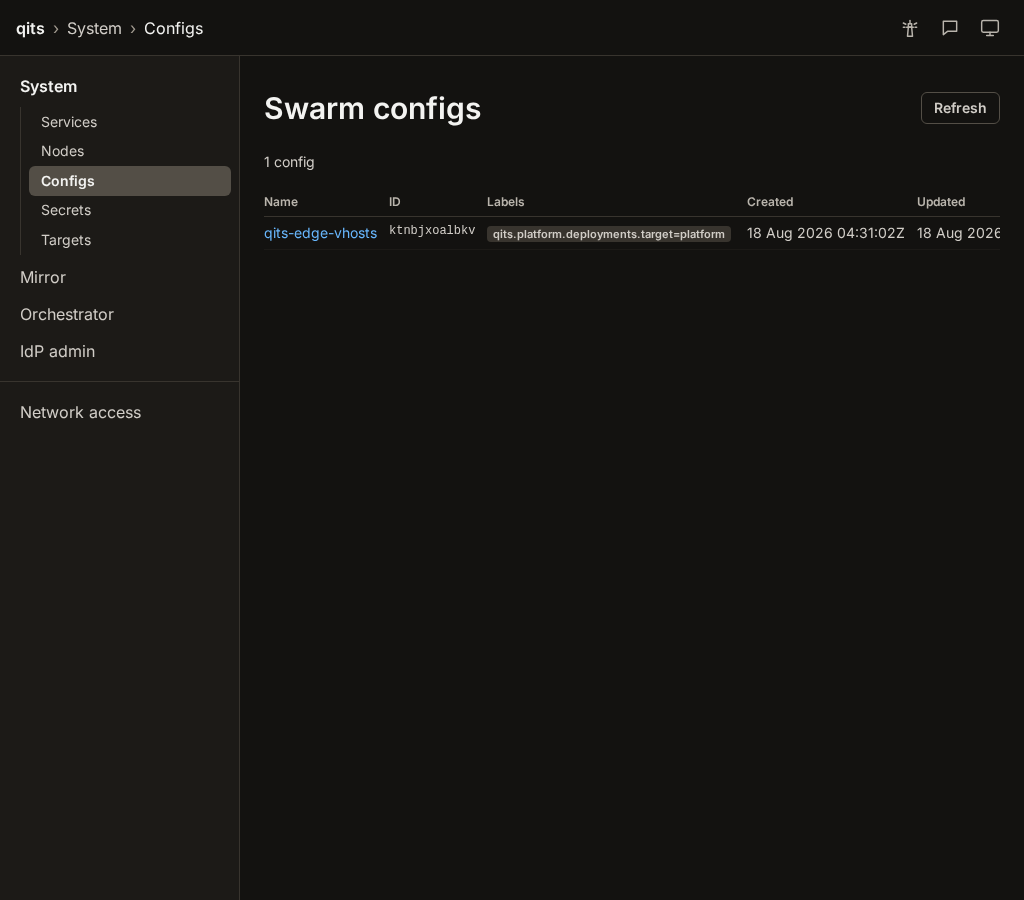 qits › System › Configs
System
Services
Nodes
Configs
Secrets
Targets
Mirror
Orchestrator
IdP admin
Network access
Swarm configs
Refresh
1 config
Name ID Labels Created Updated
qits-edge-vhosts ktnbjxoalbkv qits.platform.deployments.target=platform 18 Aug 2026 04:31:02Z 18 Aug 2026